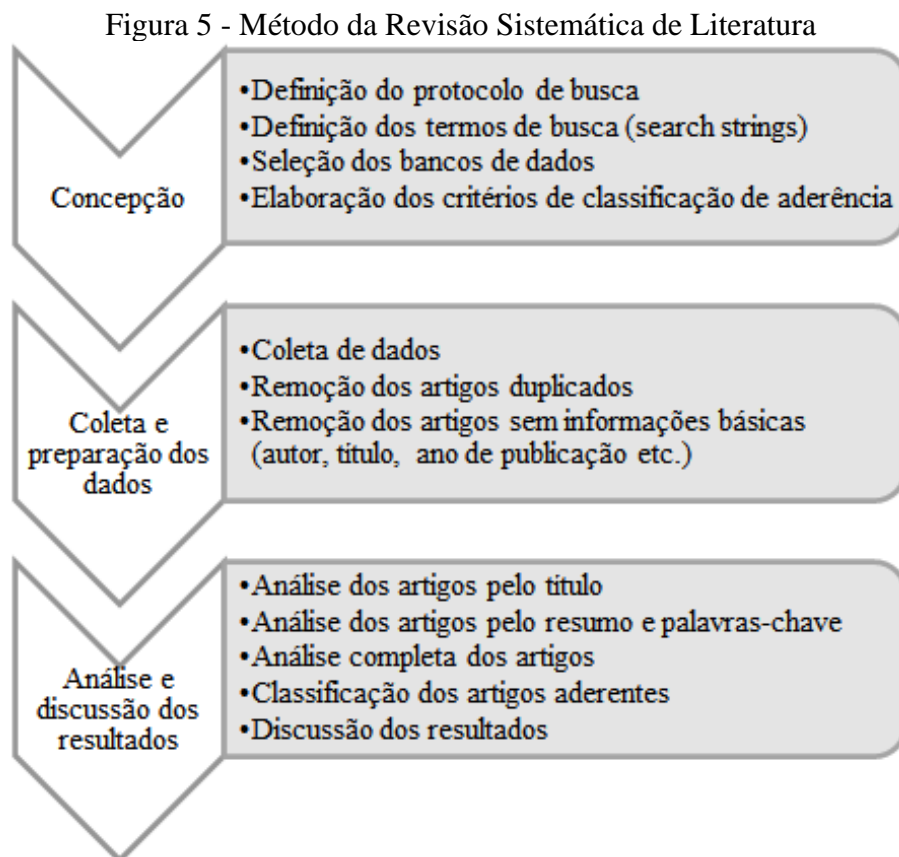 Figura 5 - Método da Revisão Sistemática de Literatura
Concepção
•Definição do protocolo de busca
•Definição dos termos de busca (search strings)
•Seleção dos bancos de dados
•Elaboração dos critérios de classificação de aderência
Coleta e
preparação dos
dados
•Coleta de dados
•Remoção dos artigos duplicados
•Remoção dos artigos sem informações básicas
(autor, titulo, ano de publicação etc.)
Análise e
discussão dos
resultados
•Análise dos artigos pelo titulo
•Análise dos artigos pelo resumo e palavras-chave
•Análise completa dos artigos
•Classificação dos artigos aderentes
•Discussão dos resultados